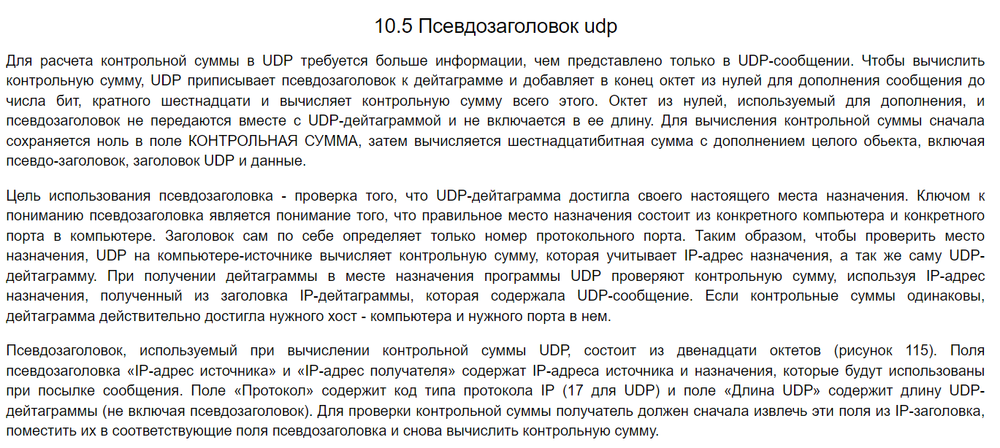 10.5 Псевдозаголовок udp
Для расчета контрольной суммы в UDP требуется больше информации, чем представлено только в UDP-сообщении. Чтобы вычислить
контрольную сумму, UDP приписывает псевдозаголовок к дейтаграмме и добавляет в конец октет из нулей для дополнения сообщения до
числа бит, кратного шестнадцати и вычисляет контрольную сумму всего этого. Октет из нулей, используемый для дополнения, и
псевдозаголовок не передаются вместе с UDP-дейтаграммой и не включается в ее длину. Для вычисления контрольной суммы сначала
сохраняется ноль в поле КОНТРОЛЬНАЯ СУММА, затем вычисляется шестнадцатибитная сумма с дополнением целого обьекта, включая
псевдо-заголовок, заголовок UDP и данные.
Цель использования псевдозаголовка - проверка того, что UDP-дейтаграмма достигла своего настоящего места назначения. Ключом к
пониманию псевдозаголовка является понимание того, что правильное место назначения состоит из конкретного компьютера и конкретного
порта в компьютере. Заголовок сам по себе определяет только номер протокольного порта. Таким образом, чтобы проверить место
назначения, UDP на компьютере-источнике вычисляет контрольную сумму, которая учитывает IP-адрес назначения, а так же саму UDP-
дейтаграмму. При получении дейтаграммы в месте назначения программы UDP проверяют контрольную сумму, используя IP-адрес
назначения, полученный из заголовка IP-дейтаграммы, которая содержала UDP-сообщение. Если контрольные суммы одинаковы,
дейтаграмма действительно достигла нужного хост - компьютера и нужного порта в нем.
Псевдозаголовок, используемый при вычислении контрольной суммы UDP, состоит из двенадцати октетов (рисунок 115). Поля
псевдозаголовка «IP-адрес источника» и «IP-адрес получателя» содержат IP-адреса источника и назначения, которые будут использованы
при посылке сообщения. Поле «Протокол» содержит код типа протокола IP (17 для UDP) и поле «Длина UDP» содержит длину UDP-
дейтаграммы (не включая псевдозаголовок). Для проверки контрольной суммы получатель должен сначала извлечь эти поля из IP-заголовка,
поместить их в соответствующие поля псевдозаголовка и снова вычислить контрольную сумму.